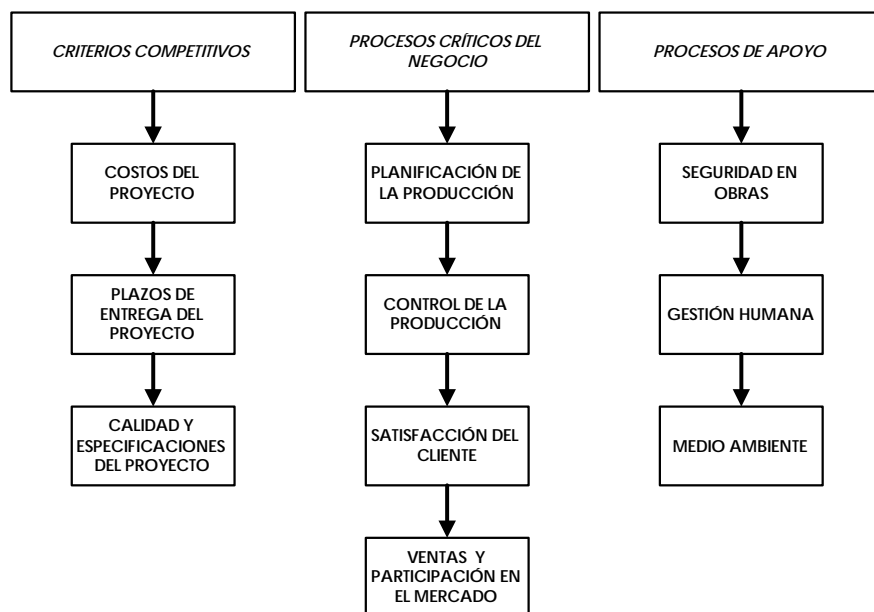 CRITERIOS COMPETITIVOS
PROCESOS CRÍTICOS DEL
NEGOCIO
PROCESOS DE APOYO
COSTOS DEL
PROYECTO
PLANIFICACIÓN DE
LA PRODUCCIÓN
SEGURIDAD EN
OBRAS
PLAZOS DE
ENTREGA DEL
PROYECTO
CONTROL DE LA
PRODUCCIÓN
GESTIÓN HUMANA
CALIDAD Y
ESPECIFICACIONES
DEL PROYECTO
SATISFACCIÓN DEL
CLIENTE
MEDIO AMBIENTE
VENTAS Y
PARTICIPACIÓN EN
EL MERCADO